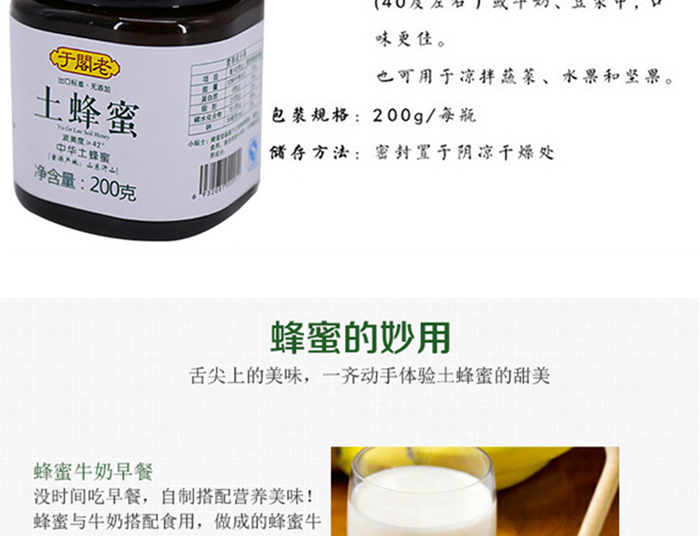 (40度左右)或牛奶、豆浆中,口
味更佳。
也可用于凉拌蔬菜、水果和坚果。
包装规格：200g/每瓶
储存方法：密封置于阴凉干燥处
于阁老
出口标准·无添加
土蜂蜜
Yu Ge Lao Soil Honey
波美度≥42°
中华土蜂蜜
净含量：200克
蜂蜜的妙用
舌尖上的美味，一齐动手体验土蜂蜜的甜美
蜂蜜牛奶早餐
没时间吃早餐，自制搭配营养美味！
蜂蜜与牛奶搭配食用，做成的蜂蜜牛